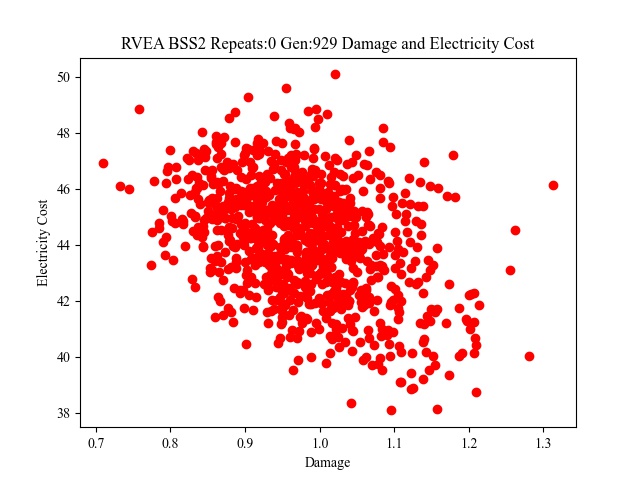 RVEA BSS2 Repeats:0 Gen:929 Damage and Electricity Cost
50
48
46
44
42
40
38
Electricity Cost
0.7 0.8 0.9 1.0 1.1 1.2 1.3
Damage